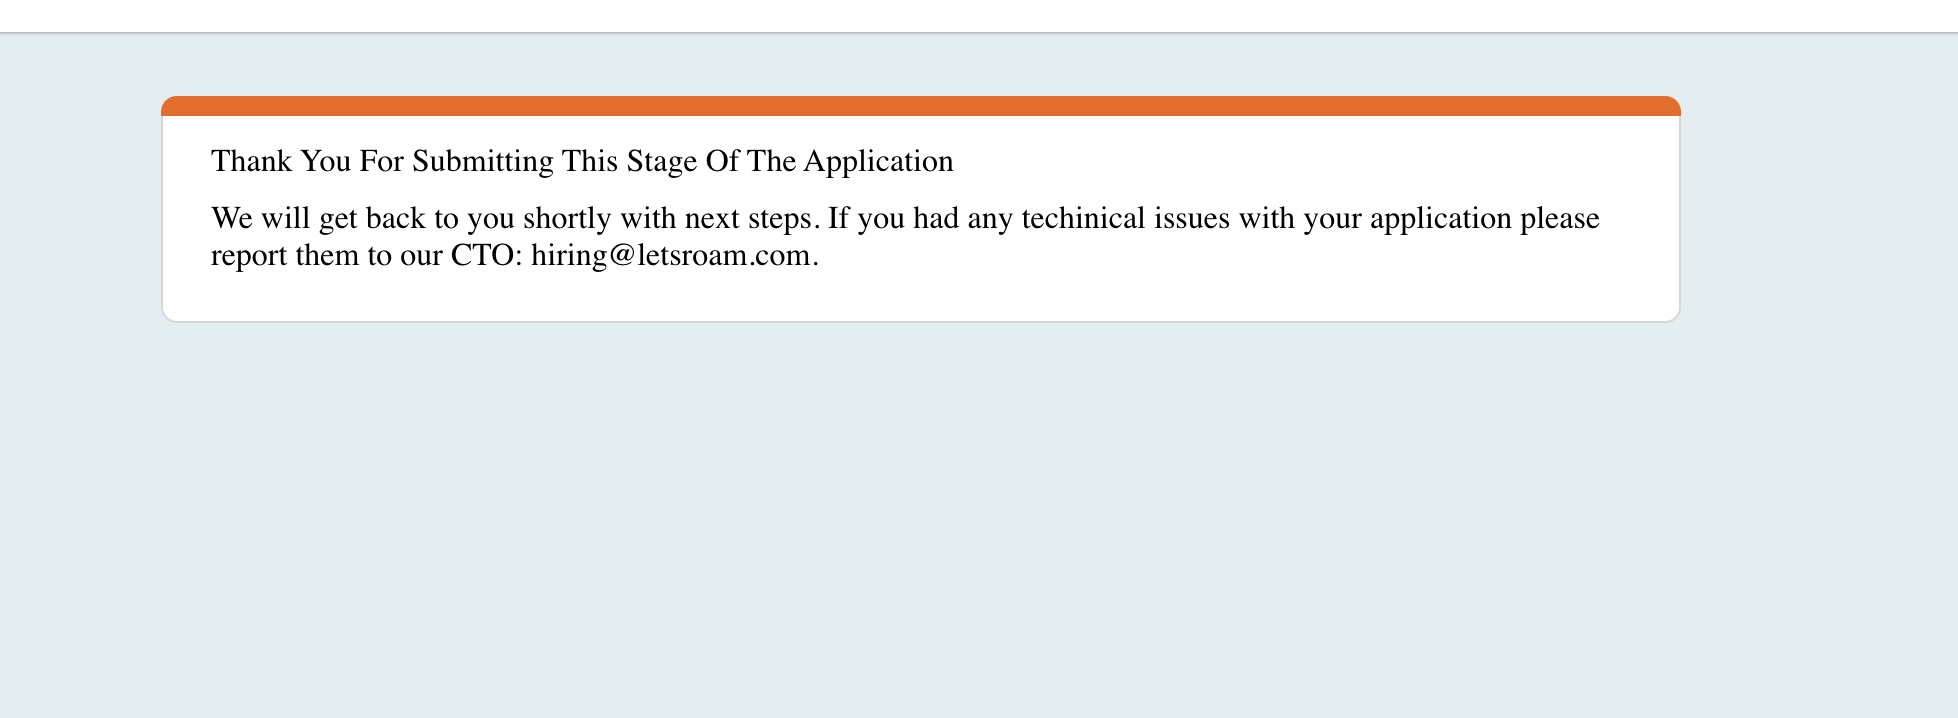 Thank You For Submitting This Stage Of The Application
We will get back to you shortly with next steps. If you had any techinical issues with your application please
report them to our CTO: hiring@letsroam.com.